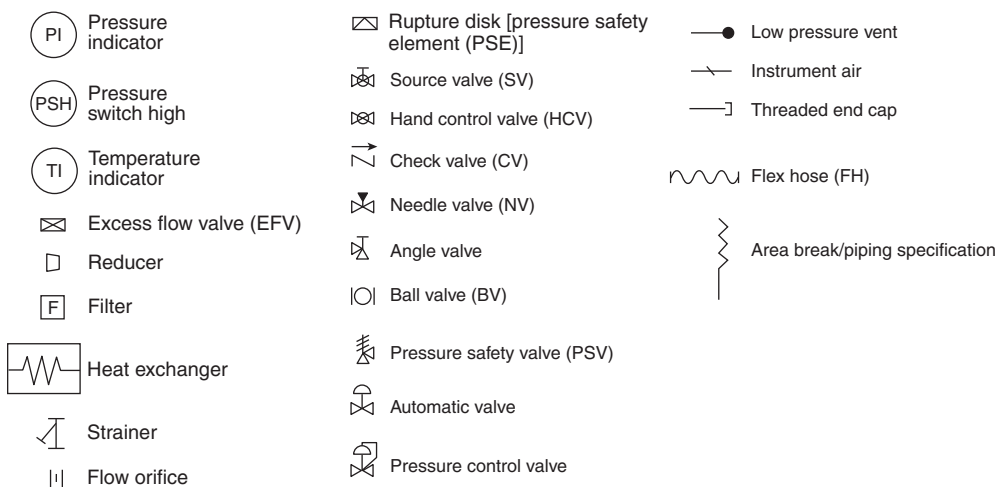 PI
Pressure
indicator
PSH
Pressure
switch high
TI
Temperature
indicator
Excess flow valve (EFV)
Reducer
F
Filter
Heat exchanger
Strainer
Flow orifice
Rupture disk [pressure safety
element (PSE)]
Source valve (SV)
Hand control valve (HCV)
Check valve (CV)
Needle valve (NV)
Angle valve
Ball valve (BV)
Pressure safety valve (PSV)
Automatic valve
Pressure control valve
Low pressure vent
Instrument air
Threaded end cap
Flex hose (FH)
Area break/piping specification